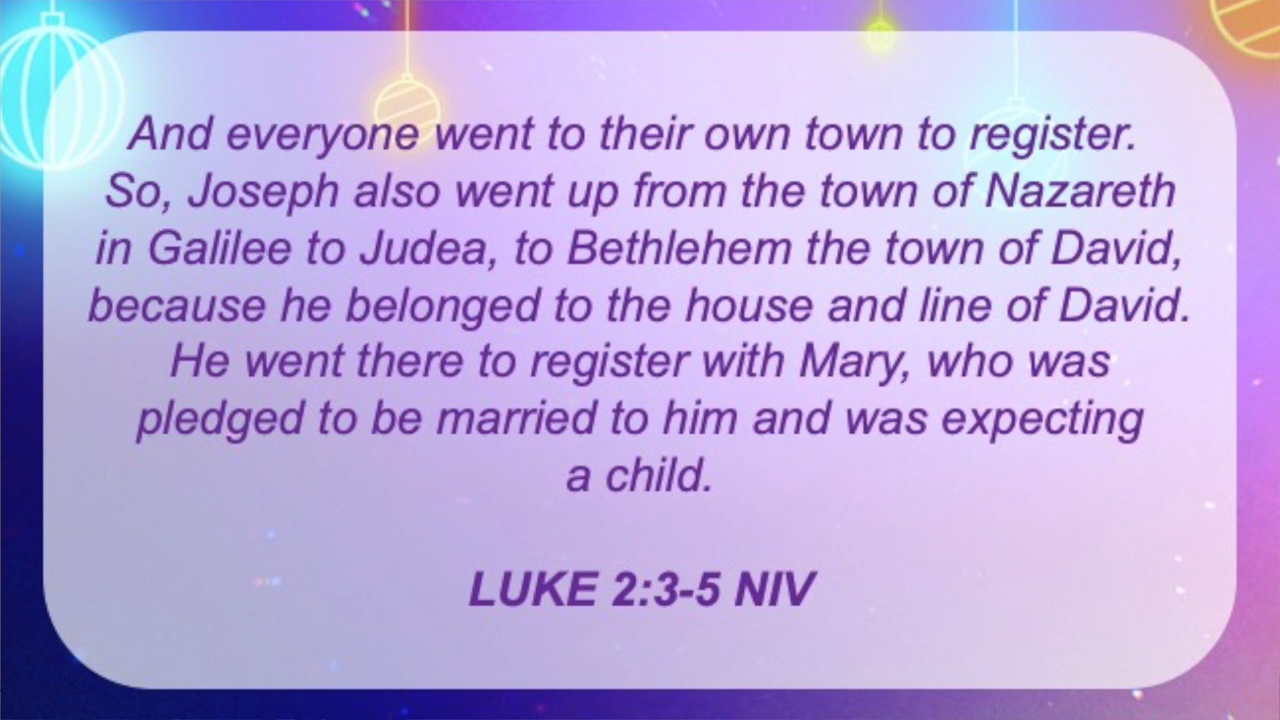 And everyone went to their own town to register.
So, Joseph also went up from the town of Nazareth
in Galilee to Judea, to Bethlehem the town of David,
because he belonged to the house and line of David.
He went there to register with Mary, who was
pledged to be married to him and was expecting
a child.
LUKE 2:3-5 NIV